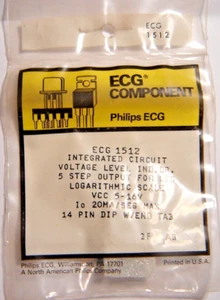 ECG
1512
ECG®
COMPONENT
Philips ECG
ECG 1512
INTEGRATED CIRCUIT
VOLTAGE LEVEL INDCDR,
5 STEP OUTPUT FOR
LOGARITHMIC SCALE
VCC 5-16V
Io 20MA/SEG MAX
14 PIN DIP W/END TAB
Philips ECG, Williamsport, PA-17701
A North American Philips Company
Printed in U.S.A.